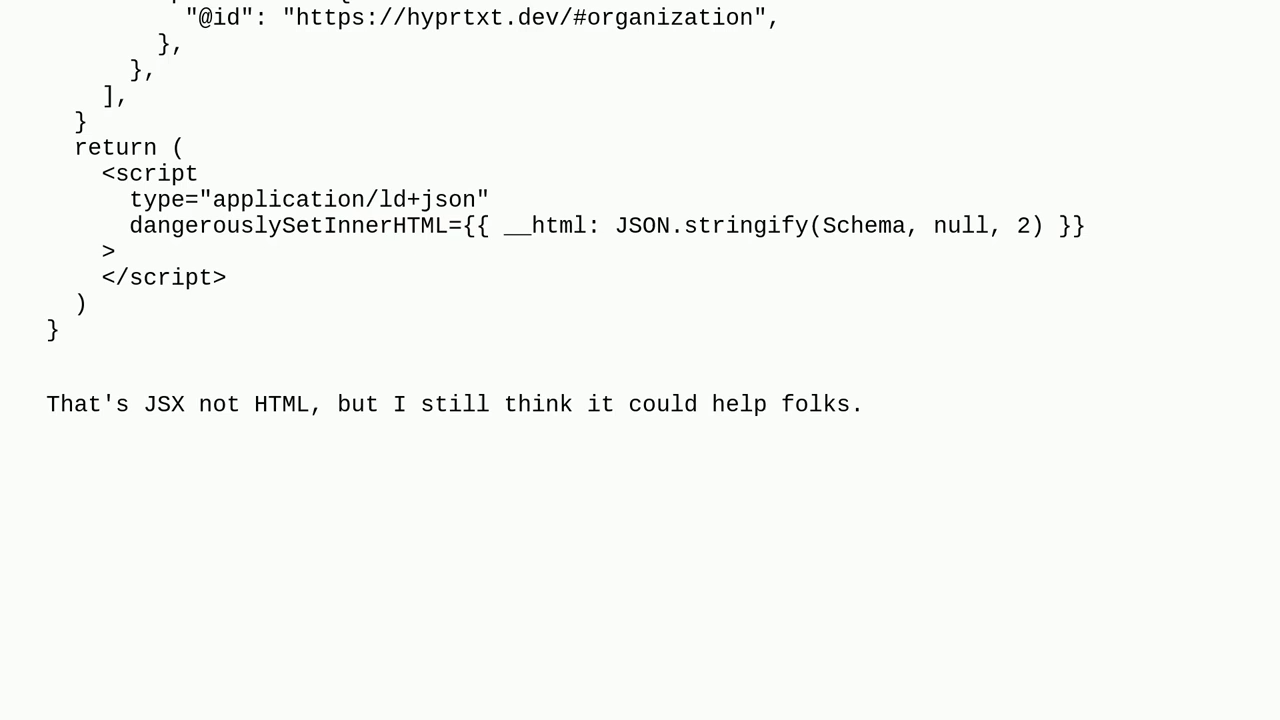 "@id": "https://hyprtxt.dev/#organization",
},
},
],
}
return (
<script
type="application/ld+json"
dangerouslySetInnerHTML={{ __html: JSON.stringify(Schema, null, 2) }}
>
</script>
)
}
That's JSX not HTML, but I still think it could help folks.